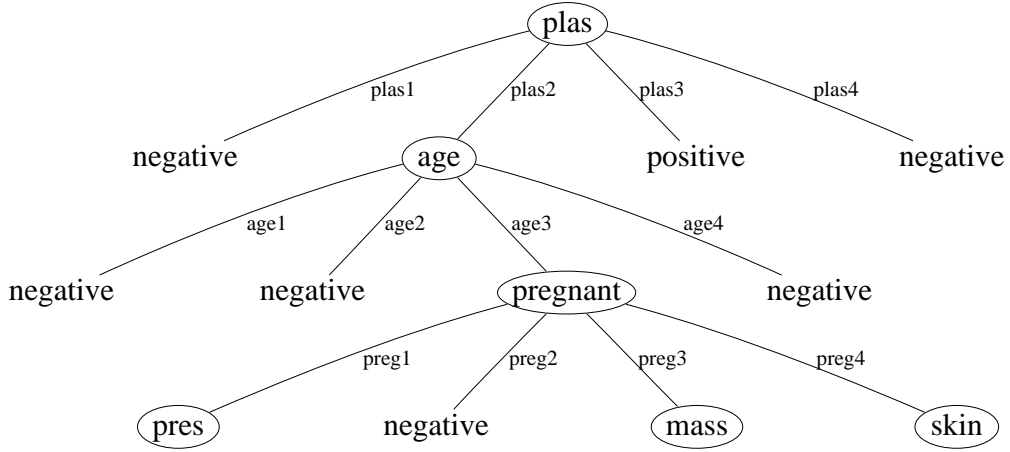 plas
plas1 plas2 plas3 plas4
negative age positive negative
age1 age2 age3 age4
negative negative pregnant negative
preg1 preg2 preg3 preg4
pres negative mass skin